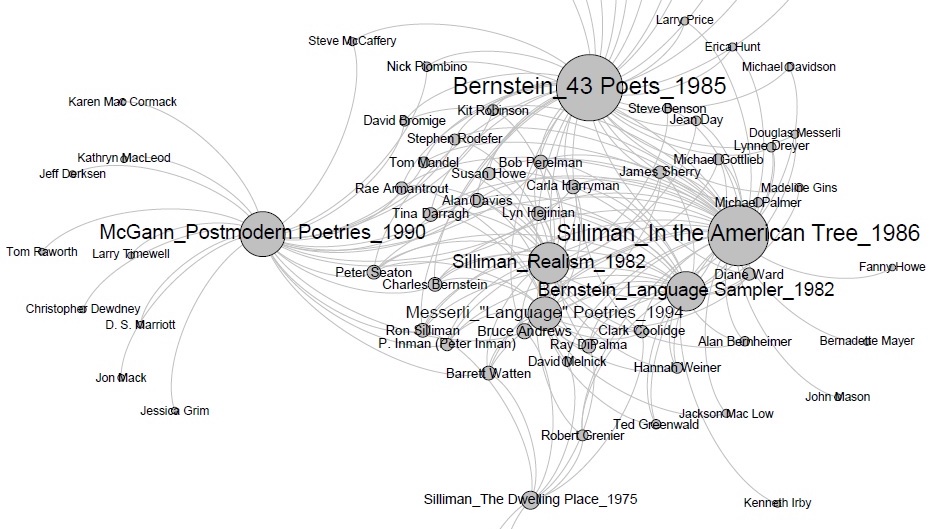 Larry Price
Steve McCaffery
Erica Hunt
Nick Piombino
Michael Davidson
Bernstein_43 Poets_1985
Karen Mac Cormack
Kit Robinson
Steve Benson
David Bromige
Jean Day
Stephen Rodefer
Douglas Messerli
Lynne Dreyer
Kathryn MacLeod
Tom Mandel
Bob Perelman
Michael Gottlieb
Jeff Derksen
Susan Howe
James Sherry
Rae Armantrout
Carla Harryman
Madeline Gins
Alan Davies
Michael Palmer
Tina Darragh
Lyn Hejinian
McGann_Postmodern Poetries_1990
Silliman_In the American Tree_1986
Tom Raworth
Larry Timewell
Silliman_Realism_1982
Fanny Howe
Peter Seaton
Diane Ward
Charles Bernstein
Bernstein_Language Sampler_1982
Christopher Dewdney
Messerli_"Language" Poetries_1994
D. S. Marriott
Ron Silliman
Bruce Andrews
Clark Coolidge
P. Inman (Peter Inman)
Ray DiPalma
Alan Bernheimer
Bernadette Mayer
David Melnick
Hannah Weiner
Jon Mack
Barrett Watten
John Mason
Jessica Grim
Jackson Mac Low
Ted Greenwald
Robert Grenier
Silliman_The Dwelling Place_1975
Kenneth Irby